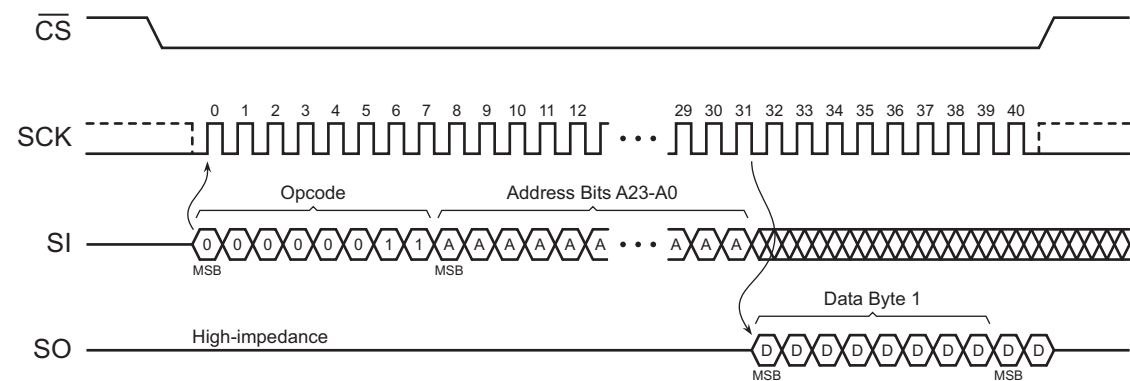 CS
0 1 2 3 4 5 6 7 8 9 10 11 12 29 30 31 32 33 34 35 36 37 38 39 40
SCK
Opcode Address Bits A23-A0
SI 0 0 0 0 0 0 1 1 A A A A A A • • • A A A
MSB MSB
Data Byte 1
High-impedance
SO D D D D D D D D D D
MSB MSB